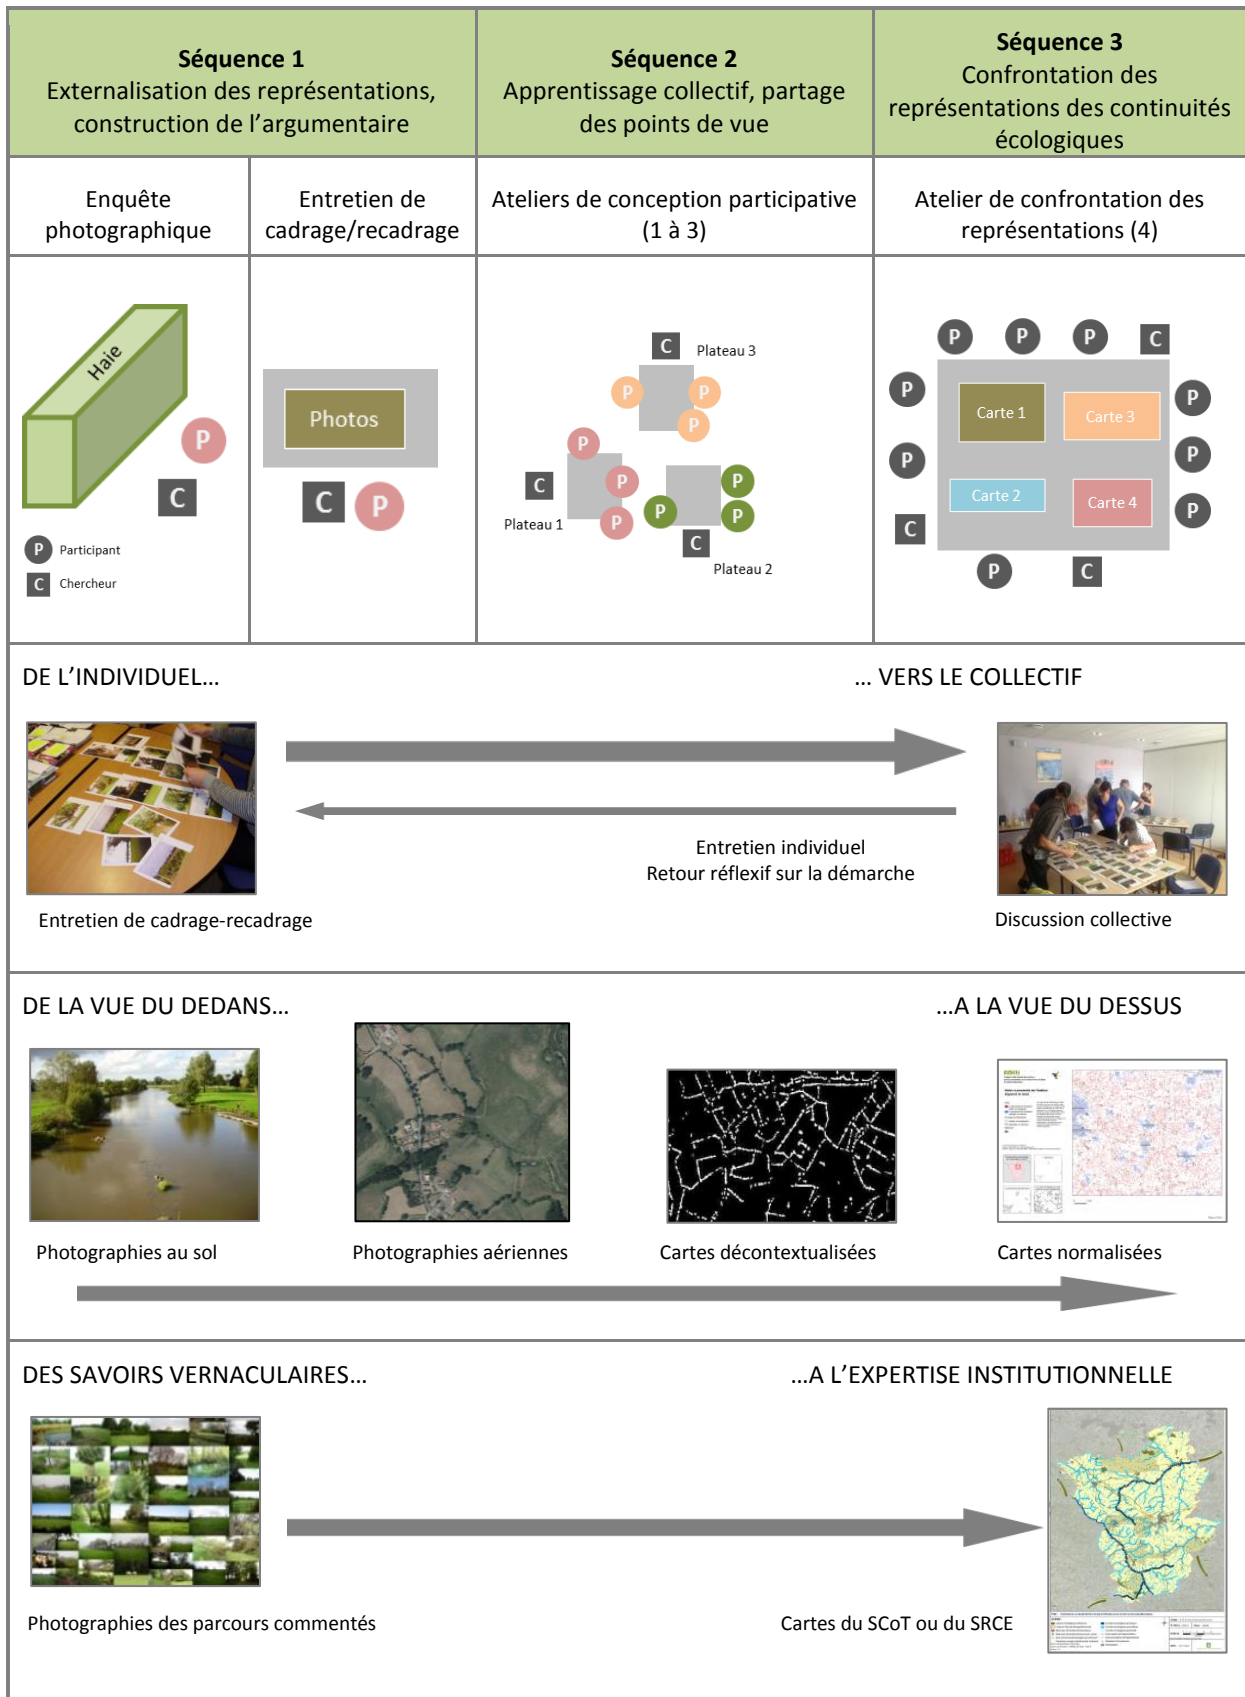 Séquence 1
Externalisation des représentations,
construction de l'argumentaire
Séquence 2
Apprentissage collectif, partage
des points de vue
Séquence 3
Confrontation des
représentations des continuités
écologiques
Enquête
photographique
Entretien de
cadrage/recadrage
Ateliers de conception participative
(1 à 3)
Atelier de confrontation des
représentations (4)
Haie
P
C
P Participant
C Chercheur
Photos
C P
C Plateau 3
P P
P
P
C P
P
Plateau 1
P
P P
C
Plateau 2
P P P C
P P
Carte 1 Carte 3
P P
Carte 2 Carte 4
C P
P C
DE L'INDIVIDUEL...
... VERS LE COLLECTIF
Entretien individuel
Retour réflexif sur la démarche
Entretien de cadrage-recadrage
Discussion collective
DE LA VUE DU DEDANS...
...A LA VUE DU DESSUS
Photographies au sol
Photographies aériennes
Cartes décontextualisées
Cartes normalisées
DES SAVOIRS VERNACULAIRES...
...A L'EXPERTISE INSTITUTIONNELLE
Photographies des parcours commentés
Cartes du SCoT ou du SRCE